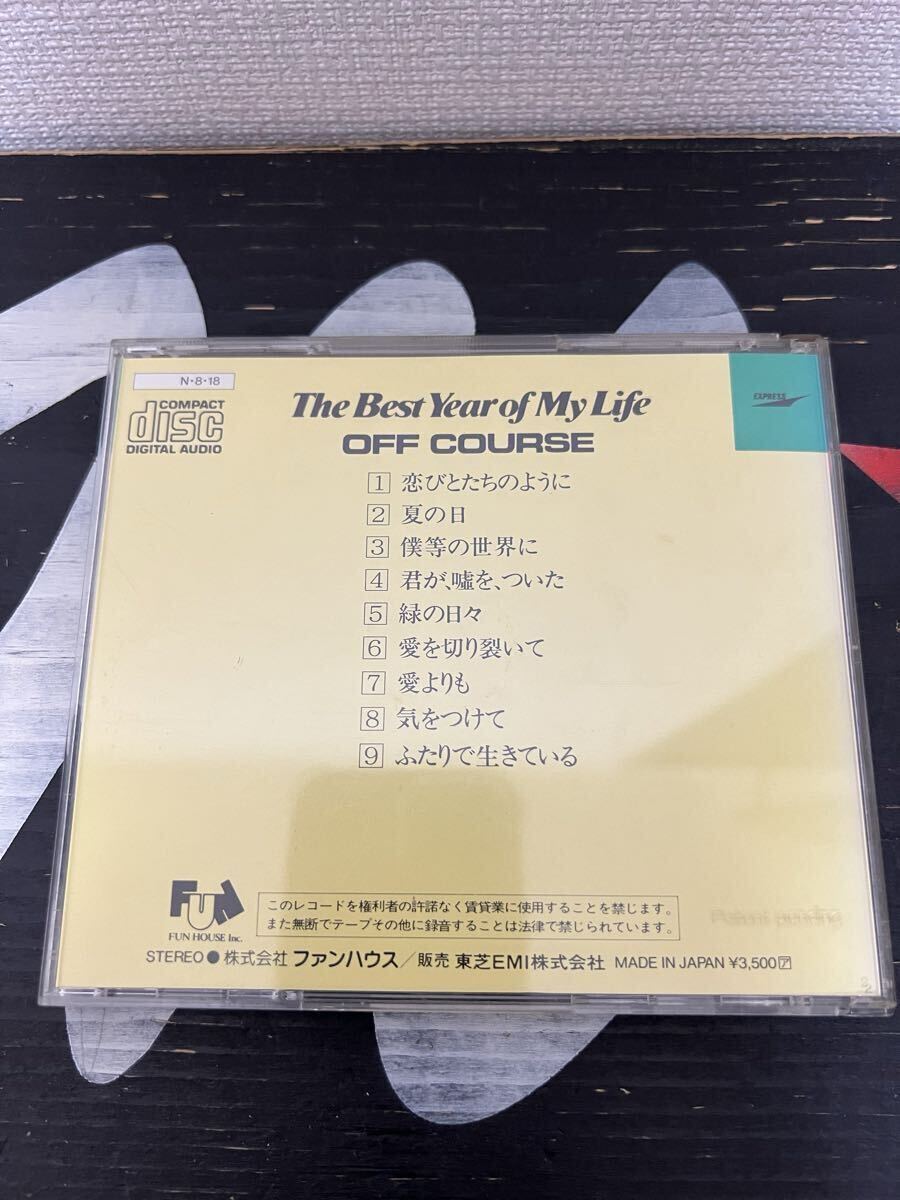 N・8・18
COMPACT
disc
DIGITAL AUDIO
The Best Year of My Life
OFF COURSE
EXPRESS
1 恋びとたちのように
2 夏の日
3 僕等の世界に
4 君が、嘘を、ついた
5 緑の日々
6 愛を切り裂いて
7 愛よりも
8 気をつけて
9 ふたりで生きている
FUN
FUN HOUSE Inc.
このレコードを権利者の許諾なく賃貸業に使用することを禁じます。
また無断でテープその他に録音することは法律で禁じられています。
STEREO ● 株式会社 ファンハウス／販売 東芝EMI株式会社 MADE IN JAPAN ¥3,500 ア